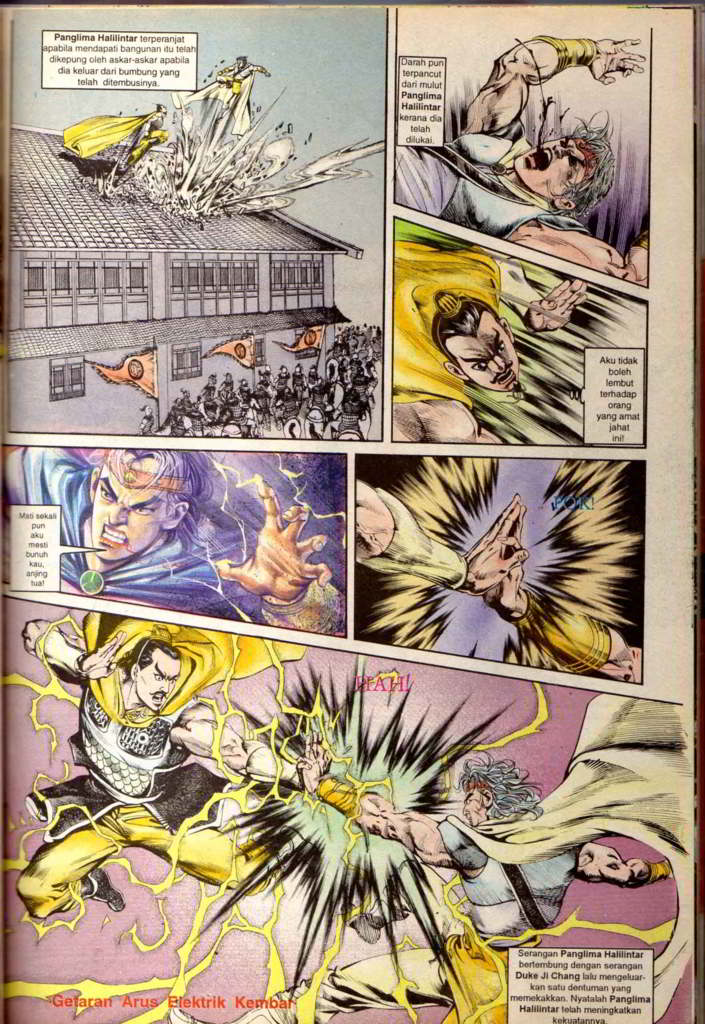 Panglima Halilintar terperanjat
apabila mendapati bangunan itu telah
dikepung oleh askar-askar apabila
dia keluar dari bumbung yang
telah ditembusinya.
Darah pun
terpancut
dari mulut
Panglima
Halilintar
kerana dia
telah
dilukai.
Aku tidak
boleh
lembut
terhadap
orang
yang amat
jahat
ini!
Mati sekali
pun
aku
mesti
bunuh
kau,
anjing
tua!
POK!
HAH!
Serangan Panglima Halilintar
bertembung dengan serangan
Duke Ji Chang lalu mengeluar-
kan satu dentuman yang
memekakkan. Nyatalah Panglima
Halilintar telah meningkatkan
kekuatannya.
Getaran Arus Elektrik Kembar